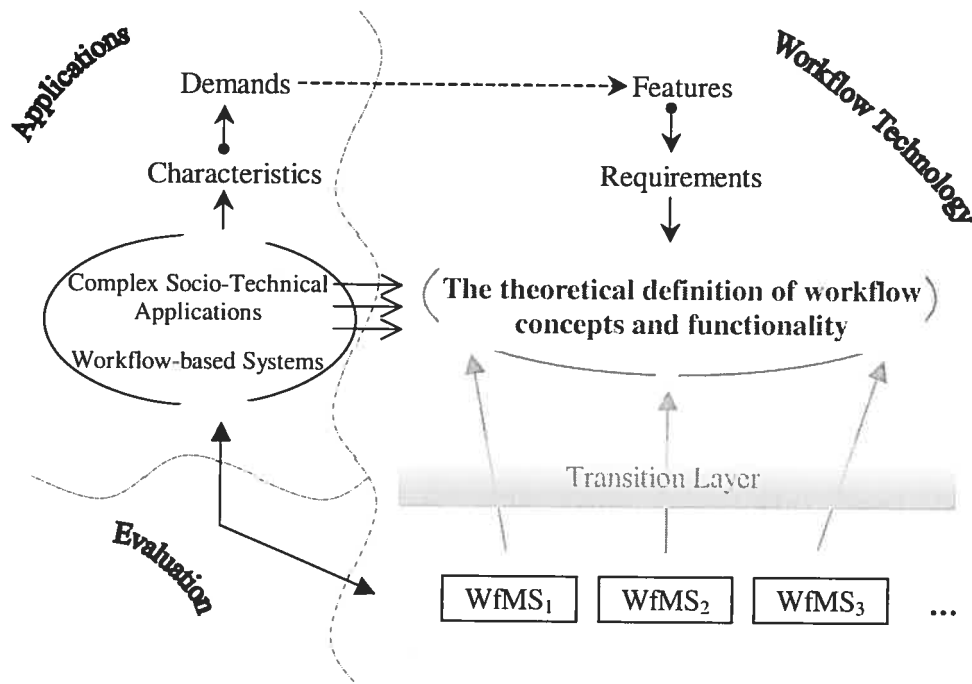 Applications
Workflow Technology
Demands
Features
Characteristics
Requirements
Complex Socio-Technical
Applications
Workflow-based Systems
The theoretical definition of workflow
concepts and functionality
Transition Layer
Evaluation
WfMS1
WfMS2
WfMS3
...